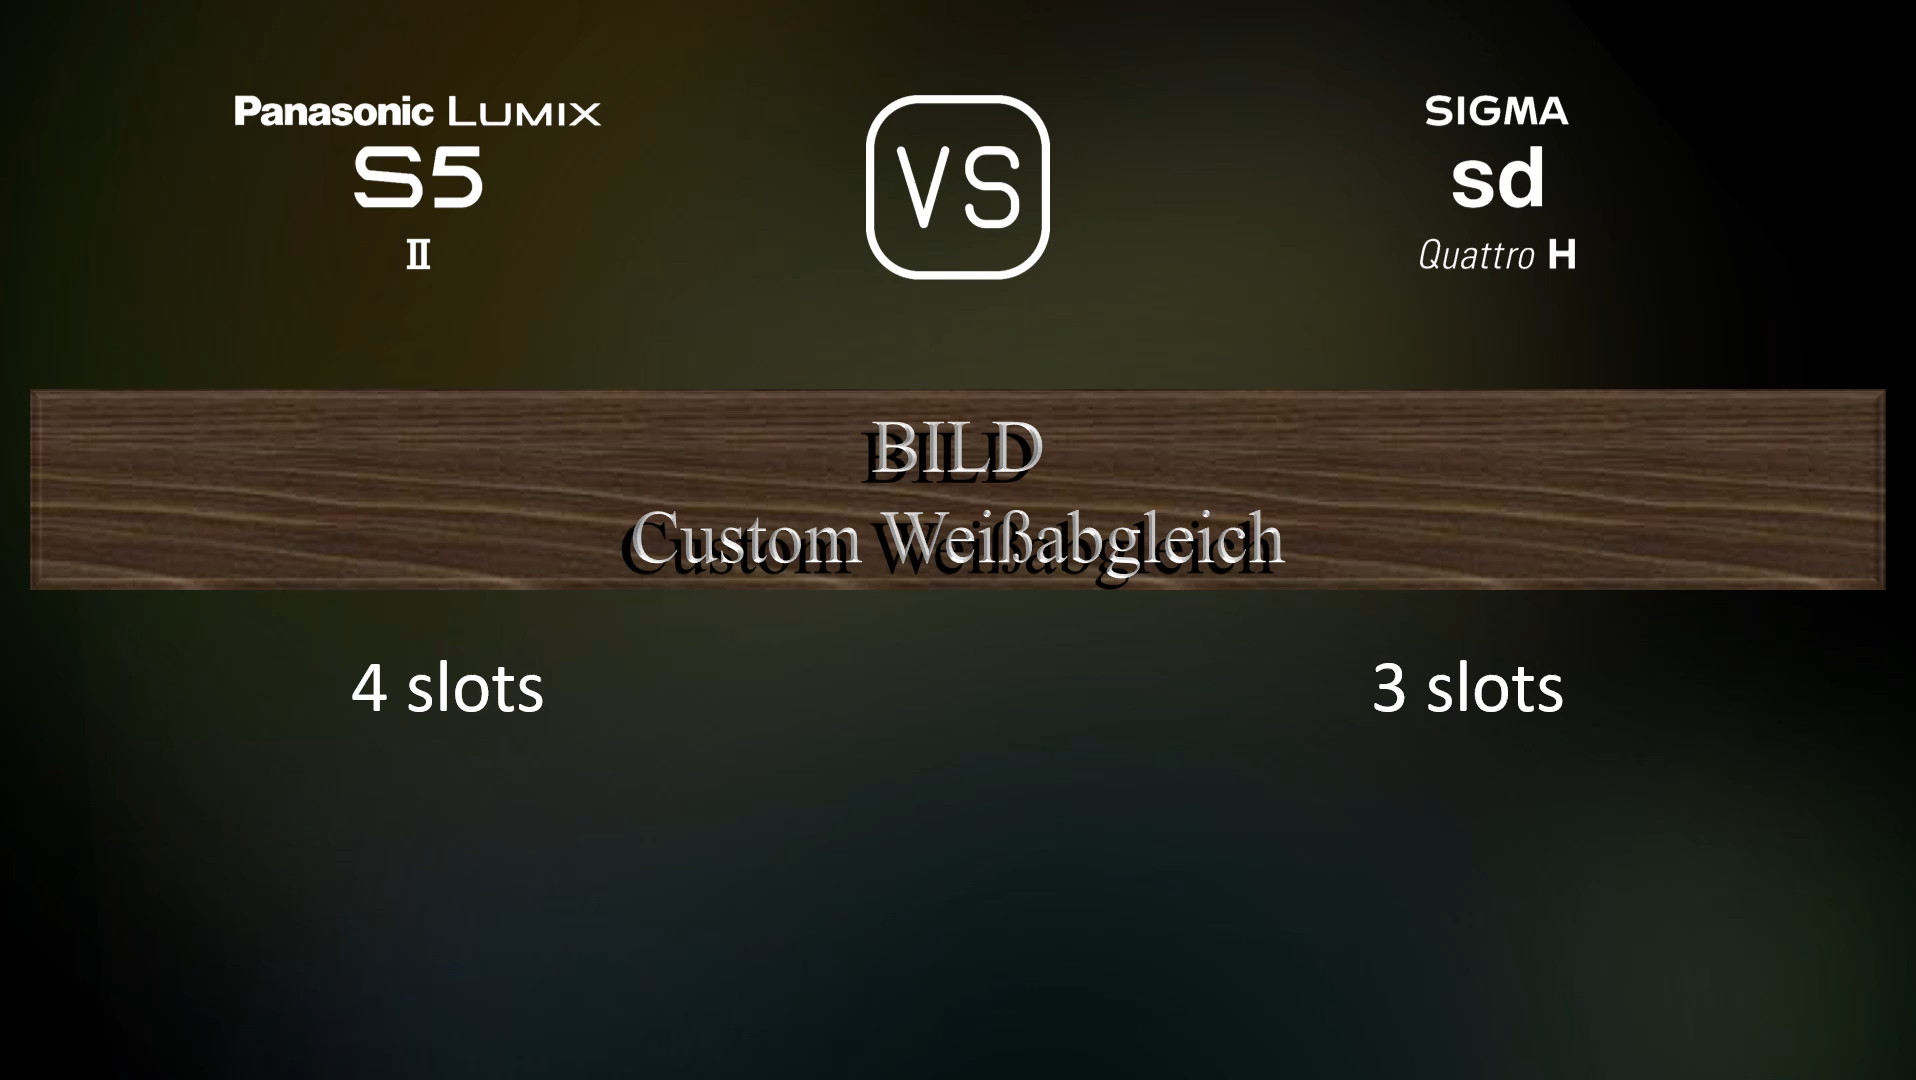 Panasonic LUMIX
S5
II
VS
SIGMA
sd
Quattro H
BILD
Custom Weißabgleich
4 slots
3 slots